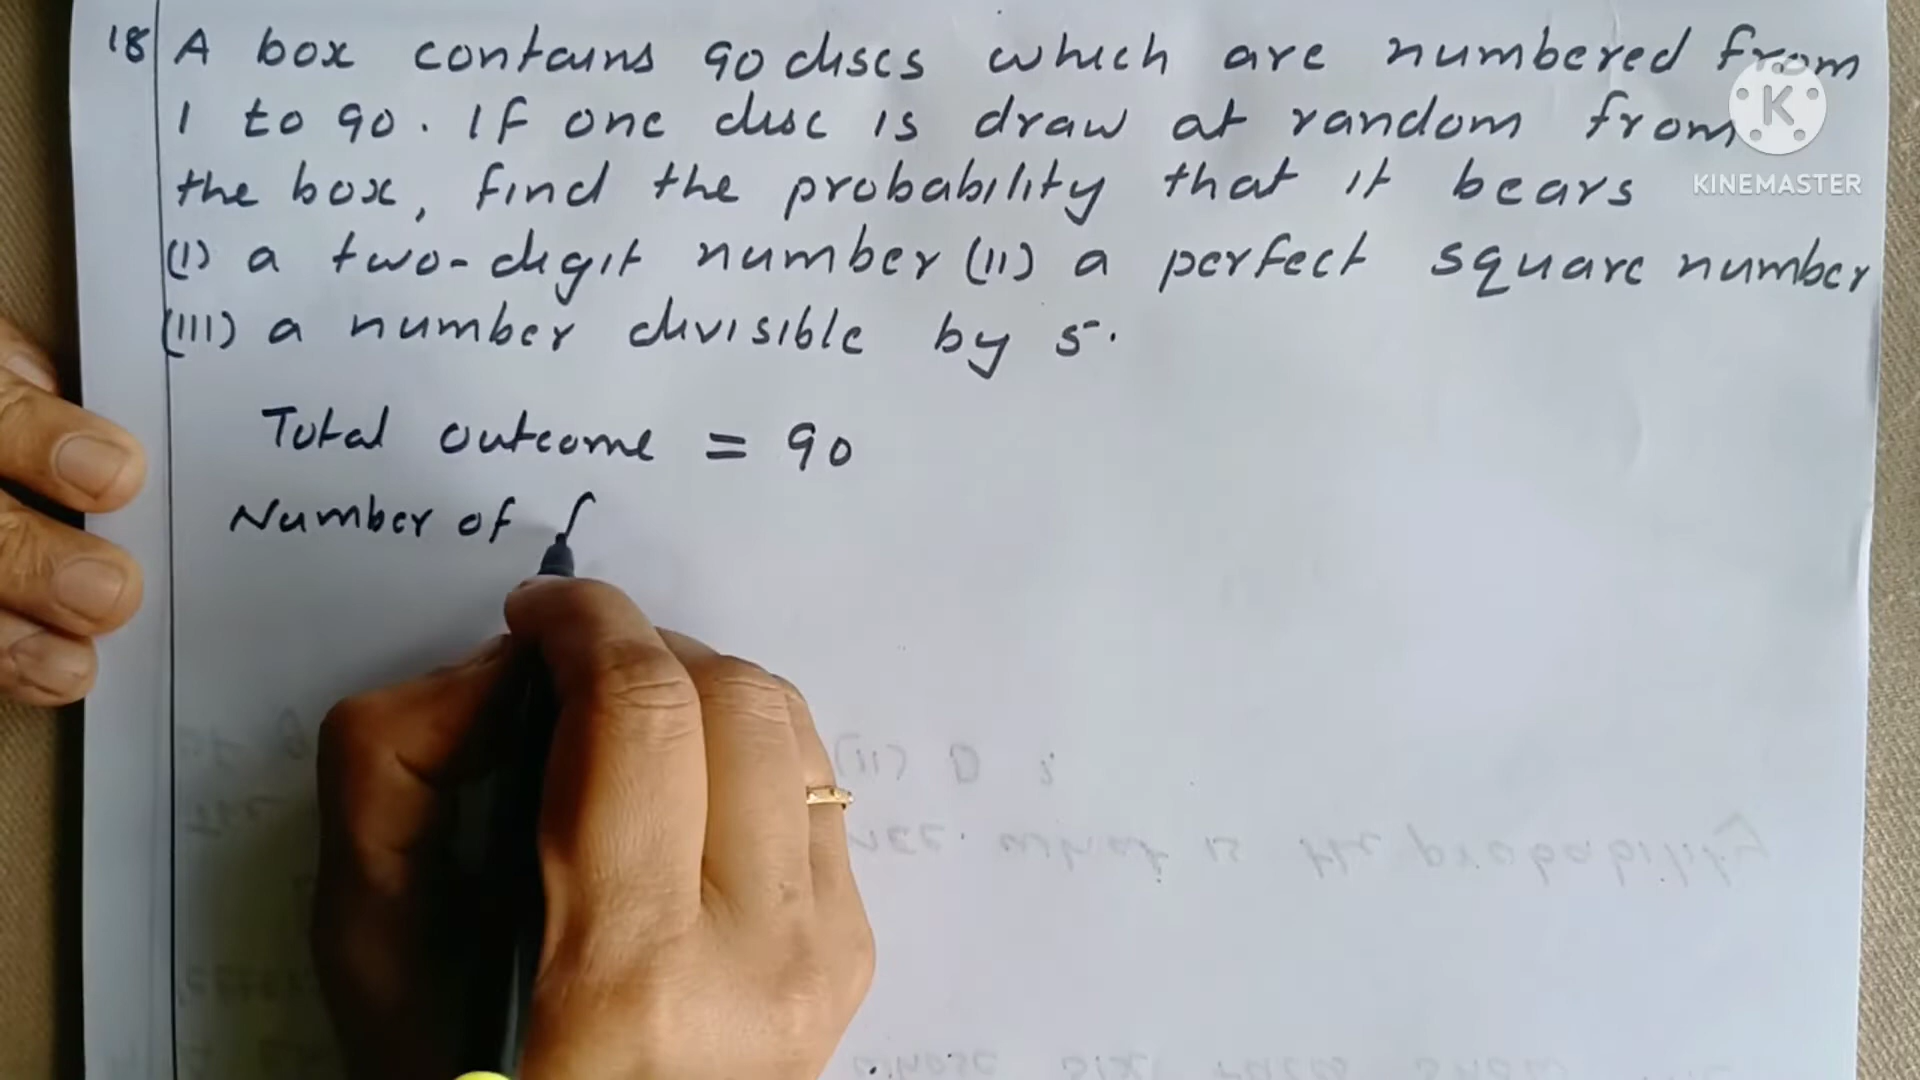 18 A box contains 90 discs which are numbered from
1 to 90. If one disc is draw at random from
the box, find the probability that it bears
(I) a two-digit number (II) a perfect square number
(III) a number divisible by 5.
Total outcome = 90
Number of f
KINEMASTER